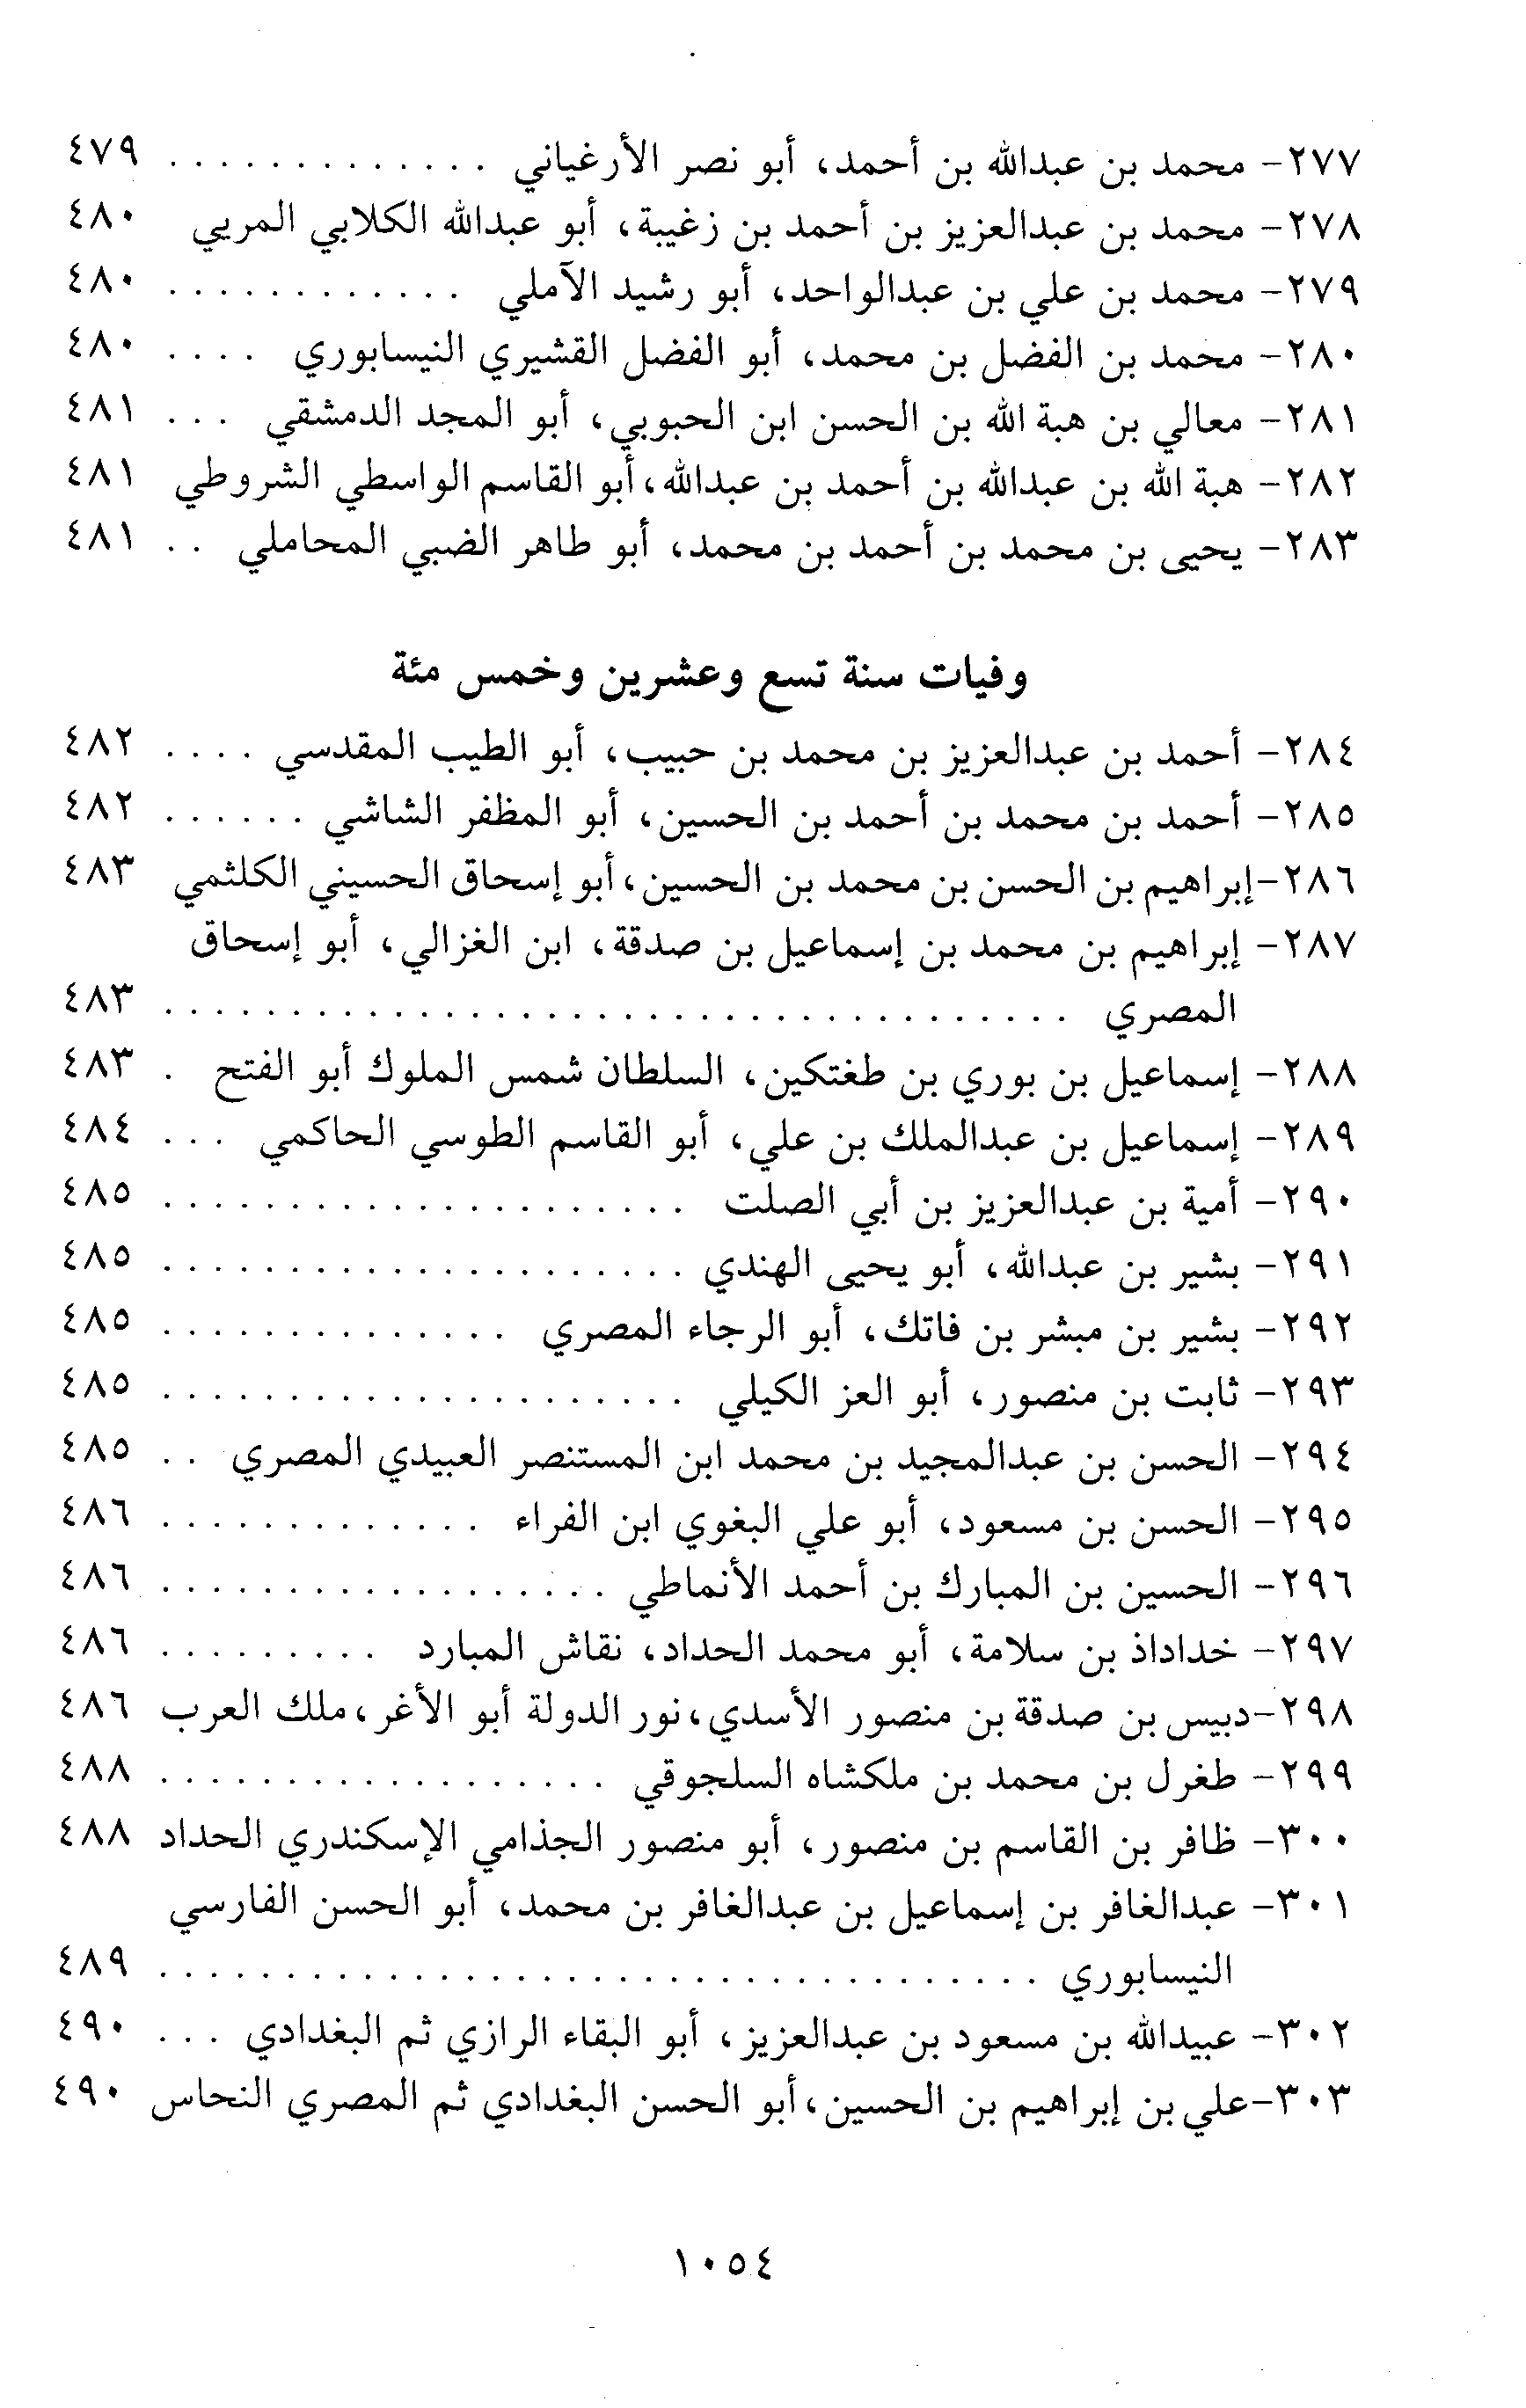 ٢٧٧- محمد بن عبدالله بن أحمد، أبو نصر الأرغياني . . . . . . . . . . . . . ٤٧٩
٢٧٨- محمد بن عبدالعزيز بن أحمد بن زغيبة، أبو عبدالله الكلابي المريي ٤٨٠
٢٧٩- محمد بن علي بن عبدالواحد، أبو رشيد الآملي . . . . . . . . . . . . ٤٨٠
٢٨٠- محمد بن الفضل بن محمد، أبو الفضل القشيري النيسابوري . . . . ٤٨٠
٢٨١- معالي بن هبة الله بن الحسن ابن الحبوبي، أبو المجد الدمشقي . . . ٤٨١
٢٨٢- هبة الله بن عبدالله بن أحمد بن عبدالله، أبو القاسم الواسطي الشروطي ٤٨١
٢٨٣- يحيى بن محمد بن أحمد بن محمد، أبو طاهر الضبي المحاملي . . ٤٨١
وفيات سنة تسع وعشرين وخمس مئة
٢٨٤- أحمد بن عبدالعزيز بن محمد بن حبيب، أبو الطيب المقدسي . . . . ٤٨٢
٢٨٥- أحمد بن محمد بن أحمد بن الحسين، أبو المظفر الشاشي . . . . . . ٤٨٢
٢٨٦- إبراهيم بن الحسن بن محمد بن الحسين، أبو إسحاق الحسيني الكلثمي ٤٨٣
٢٨٧- إبراهيم بن محمد بن إسماعيل بن صدقة، ابن الغزالي، أبو إسحاق
المصري . . . . . . . . . . . . . . . . . . . . . . . . . . . . . . . . . . . . ٤٨٣
٢٨٨- إسماعيل بن بوري بن طغتكين، السلطان شمس الملوك أبو الفتح . ٤٨٣
٢٨٩- إسماعيل بن عبدالملك بن علي، أبو القاسم الطوسي الحاكمي . . . ٤٨٤
٢٩٠- أمية بن عبدالعزيز بن أبي الصلت . . . . . . . . . . . . . . . . . . . . . ٤٨٥
٢٩١- بشير بن عبدالله، أبو يحيى الهندي . . . . . . . . . . . . . . . . . . . . . ٤٨٥
٢٩٢- بشير بن مبشر بن فاتك، أبو الرجاء المصري . . . . . . . . . . . . . . ٤٨٥
٢٩٣- ثابت بن منصور، أبو العز الكيلي . . . . . . . . . . . . . . . . . . . . . ٤٨٥
٢٩٤- الحسن بن عبدالمجيد بن محمد ابن المستنصر العبيدي المصري . . ٤٨٥
٢٩٥- الحسن بن مسعود، أبو علي البغوي ابن الفراء . . . . . . . . . . . . . ٤٨٦
٢٩٦- الحسين بن المبارك بن أحمد الأنماطي . . . . . . . . . . . . . . . . . . ٤٨٦
٢٩٧- خداداذ بن سلامة، أبو محمد الحداد، نقاش المبارد . . . . . . . . . ٤٨٦
٢٩٨- دبيس بن صدقة بن منصور الأسدي، نور الدولة أبو الأغر، ملك العرب ٤٨٦
٢٩٩- طغرل بن محمد بن ملكشاه السلجوقي . . . . . . . . . . . . . . . . . . ٤٨٨
٣٠٠- ظافر بن القاسم بن منصور، أبو منصور الجذامي الإسكندري الحداد ٤٨٨
٣٠١- عبدالغافر بن إسماعيل بن عبدالغافر بن محمد، أبو الحسن الفارسي
النيسابوري . . . . . . . . . . . . . . . . . . . . . . . . . . . . . . . . . . . ٤٨٩
٣٠٢- عبيدالله بن مسعود بن عبدالعزيز، أبو البقاء الرازي ثم البغدادي . . . ٤٩٠
٣٠٣- علي بن إبراهيم بن الحسين، أبو الحسن البغدادي ثم المصري النحاس ٤٩٠
١٠٥٤